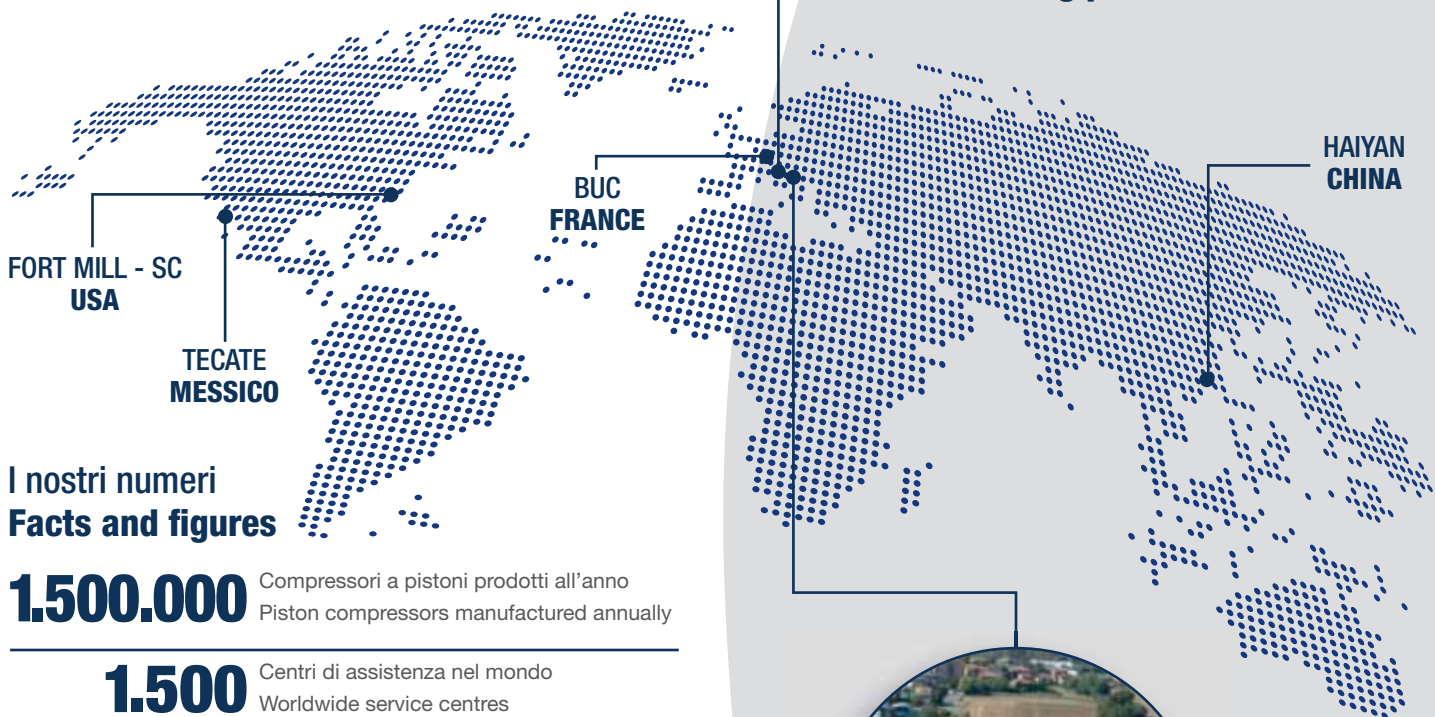 HAIYAN
CHINA
BUC
FRANCE
FORT MILL - SC
USA
TECATE
MESSICO
I nostri numeri
Facts and figures
1.500.000
Compressori a pistoni prodotti all'anno
Piston compressors manufactured annually
1.500
Centri di assistenza nel mondo
Worldwide service centres